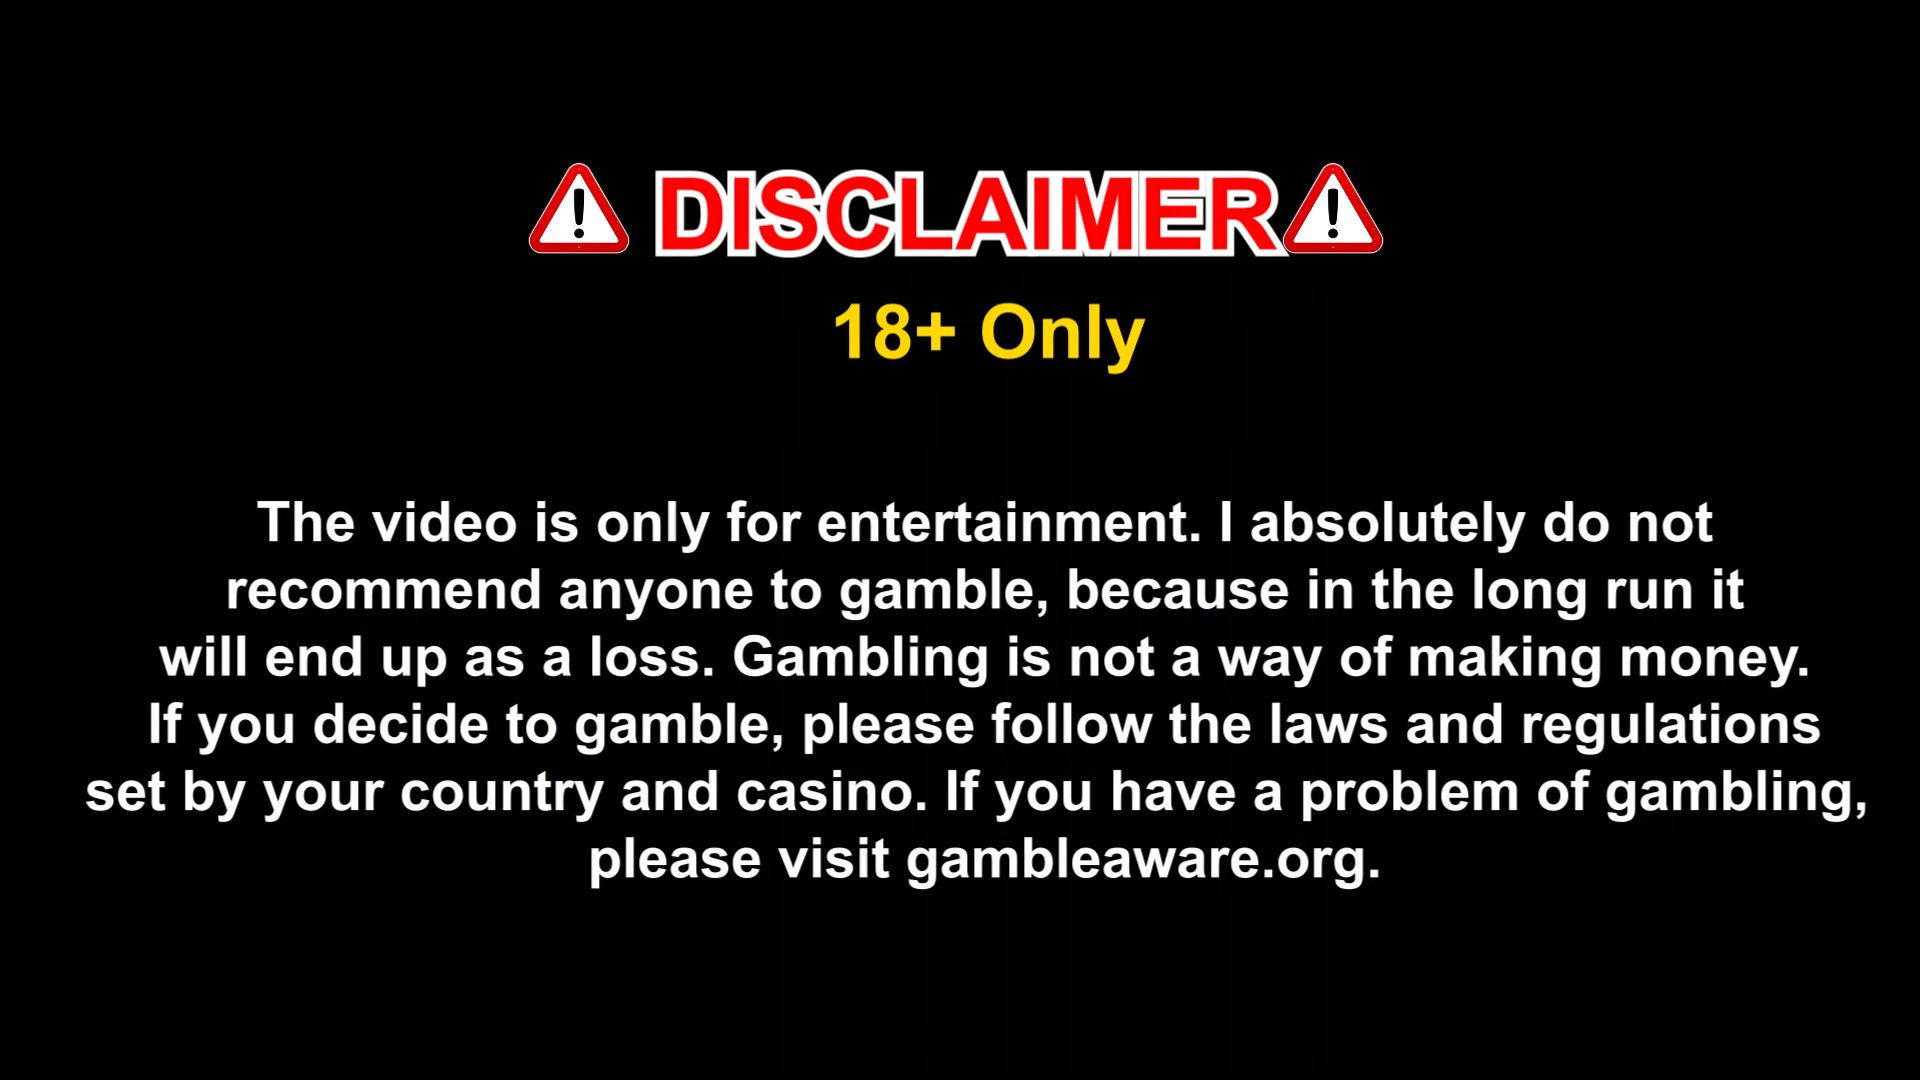 DISCLAIMER
18+ Only
The video is only for entertainment. I absolutely do not
recommend anyone to gamble, because in the long run it
will end up as a loss. Gambling is not a way of making money.
If you decide to gamble, please follow the laws and regulations
set by your country and casino. If you have a problem of gambling,
please visit gambleaware.org.